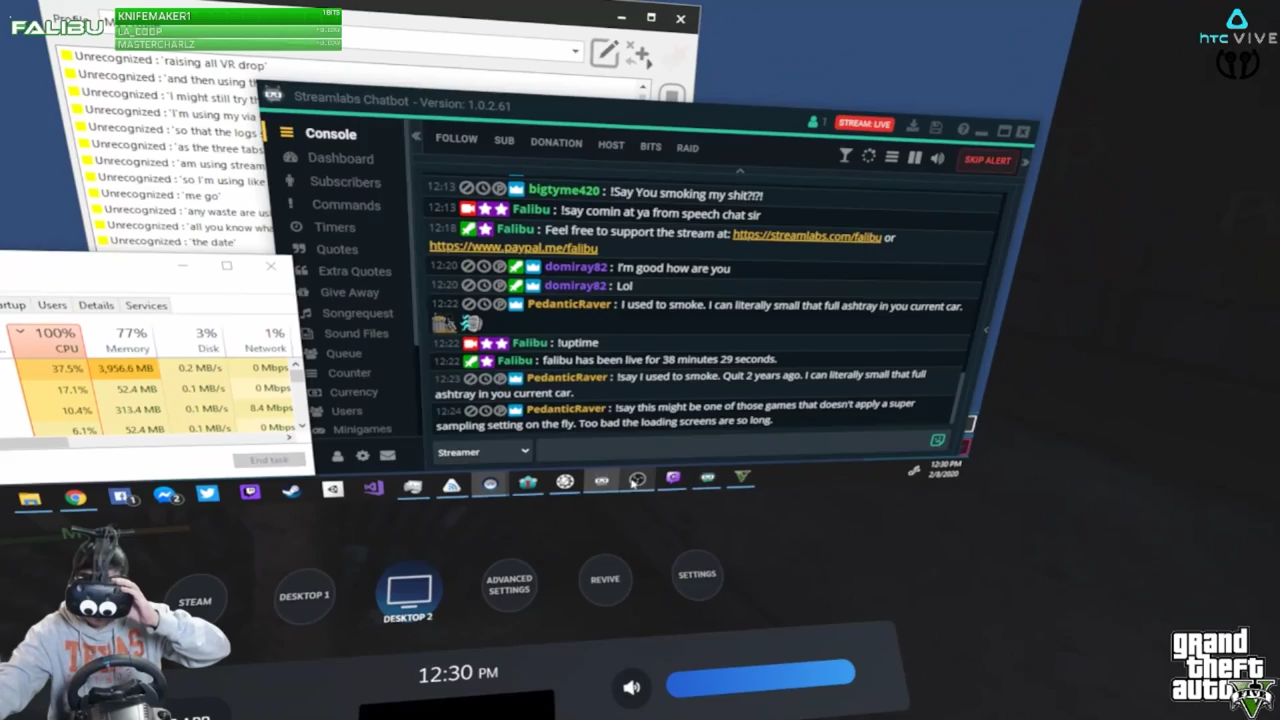 FALIBU
KNIFEMAKER1
1BITS
LA_COOP
MASTERCHARLZ
HTC VIVE
Unrecognized : 'raising all VR drop'
Unrecognized : 'and then using t
Unrecognized : 'I might still try th
Unrecognized : 'I'm using my via
Unrecognized : 'so that the logs
Unrecognized : 'as the three tabs
Unrecognized : 'am using stream
Unrecognized : 'so I'm using like
Unrecognized : 'me go'
Unrecognized : 'any waste are us
Unrecognized : 'all you know wha
Unrecognized : 'the date'
Streamlabs Chatbot - Version: 1.0.2.61
1 STREAM: LIVE
Console
Dashboard
Subscribers
Commands
Timers
Quotes
Extra Quotes
Give Away
Songrequest
Sound Files
Queue
Counter
Currency
Users
Minigames
FOLLOW SUB DONATION HOST BITS RAID
SKIP ALERT
12:13 bigtyme420 : !Say You smoking my shit?!?!
12:13 Falibu : !say comin at ya from speech chat sir
12:18 Falibu : Feel free to support the stream at: https://streamlabs.com/falibu or
https://www.paypal.me/falibu
12:20 domiray82 : I'm good how are you
12:20 domiray82 : Lol
12:22 PedanticRaver : I used to smoke. I can literally small that full ashtray in you current car.
12:22 Falibu : !uptime
12:22 Falibu : falibu has been live for 38 minutes 29 seconds.
12:23 PedanticRaver : !say I used to smoke. Quit 2 years ago. I can literally small that full
ashtray in you current car.
12:24 PedanticRaver : !say this might be one of those games that doesn't apply a super
sampling setting on the fly. Too bad the loading screens are so long.
Streamer
artup Users Details Services
100% 77% 3% 1%
CPU Memory Disk Network
37.5% 3,956.6 MB 0.2 MB/s 0 Mbps
17.1% 52.4 MB 0.1 MB/s 0 Mbps
10.4% 313.4 MB 0.1 MB/s 8.4 Mbps
6.1% 52.4 MB 0.1 MB/s 0 Mbps
End task
1
2
12:30 PM
2/8/2020
STEAM
DESKTOP 1
DESKTOP 2
ADVANCED
SETTINGS
REVIVE
SETTINGS
12:30 PM
TEXAS
grand
theft
auto V